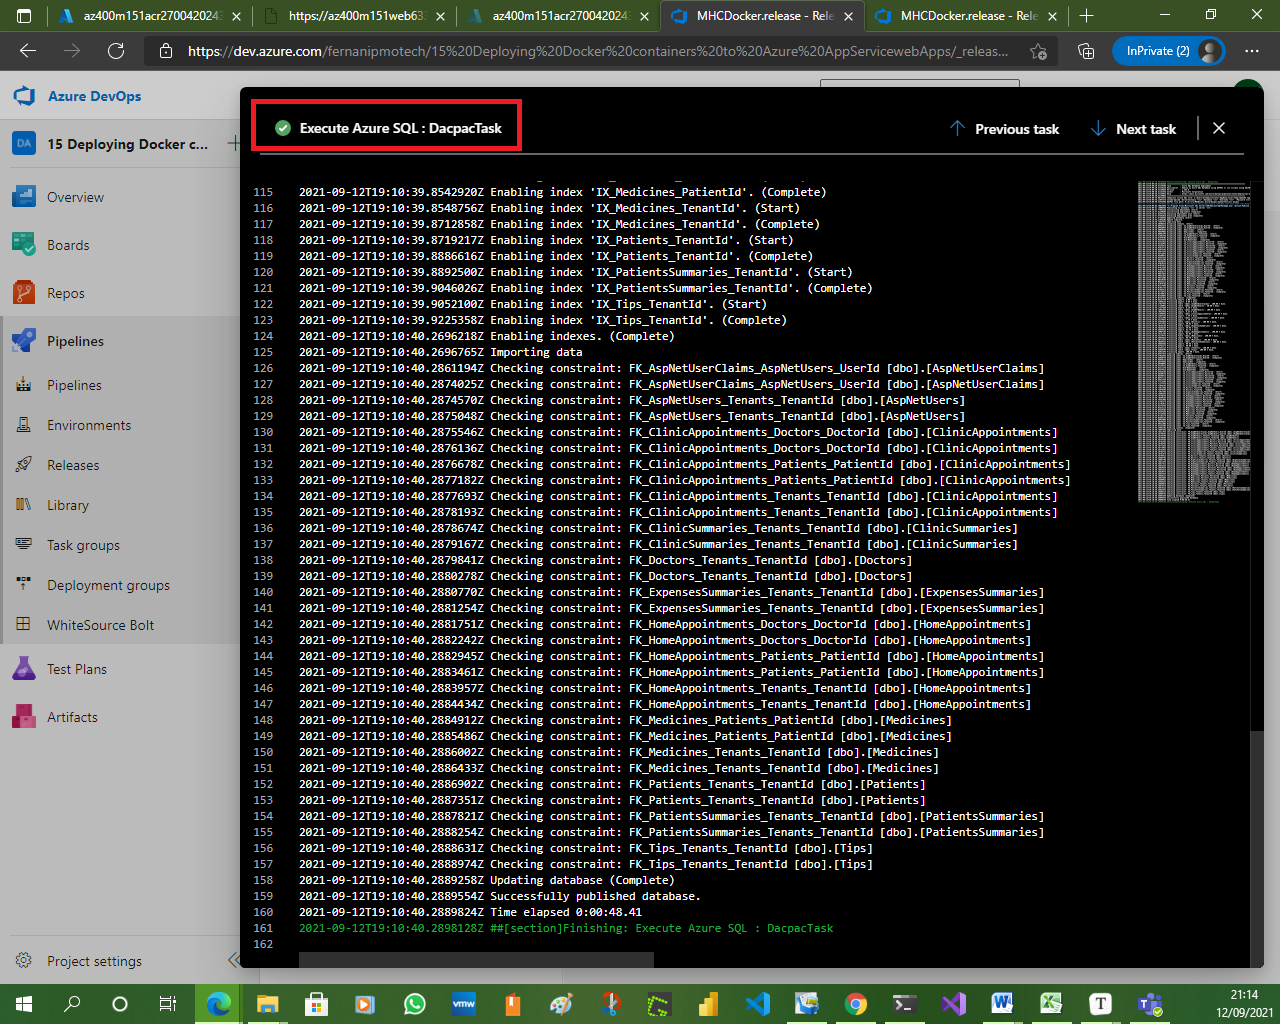 az400m151acr270042024
https://az400m151web633
az400m151acr270042024
MHCDocker.release - Rele
MHCDocker.release - Rele
https://dev.azure.com/fernanipmotech/15%20Deploying%20Docker%20containers%20to%20Azure%20AppServicewebApps/_releas...
InPrivate (2)
Azure DevOps
DA
15 Deploying Docker c...
Overview
Boards
Repos
Pipelines
Pipelines
Environments
Releases
Library
Task groups
Deployment groups
WhiteSource Bolt
Test Plans
Artifacts
Project settings
Execute Azure SQL : DacpacTask
Previous task
Next task
115 2021-09-12T19:10:39.8542920Z Enabling index 'IX_Medicines_PatientId'. (Complete)
116 2021-09-12T19:10:39.8548756Z Enabling index 'IX_Medicines_TenantId'. (Start)
117 2021-09-12T19:10:39.8712858Z Enabling index 'IX_Medicines_TenantId'. (Complete)
118 2021-09-12T19:10:39.8719217Z Enabling index 'IX_Patients_TenantId'. (Start)
119 2021-09-12T19:10:39.8886616Z Enabling index 'IX_Patients_TenantId'. (Complete)
120 2021-09-12T19:10:39.8892500Z Enabling index 'IX_PatientsSummaries_TenantId'. (Start)
121 2021-09-12T19:10:39.9046026Z Enabling index 'IX_PatientsSummaries_TenantId'. (Complete)
122 2021-09-12T19:10:39.9052100Z Enabling index 'IX_Tips_TenantId'. (Start)
123 2021-09-12T19:10:39.9225358Z Enabling index 'IX_Tips_TenantId'. (Complete)
124 2021-09-12T19:10:40.2696218Z Enabling indexes. (Complete)
125 2021-09-12T19:10:40.2696765Z Importing data
126 2021-09-12T19:10:40.2861194Z Checking constraint: FK_AspNetUserClaims_AspNetUsers_UserId [dbo].[AspNetUserClaims]
127 2021-09-12T19:10:40.2874025Z Checking constraint: FK_AspNetUserClaims_AspNetUsers_UserId [dbo].[AspNetUserClaims]
128 2021-09-12T19:10:40.2874570Z Checking constraint: FK_AspNetUsers_Tenants_TenantId [dbo].[AspNetUsers]
129 2021-09-12T19:10:40.2875048Z Checking constraint: FK_AspNetUsers_Tenants_TenantId [dbo].[AspNetUsers]
130 2021-09-12T19:10:40.2875546Z Checking constraint: FK_ClinicAppointments_Doctors_DoctorId [dbo].[ClinicAppointments]
131 2021-09-12T19:10:40.2876136Z Checking constraint: FK_ClinicAppointments_Doctors_DoctorId [dbo].[ClinicAppointments]
132 2021-09-12T19:10:40.2876678Z Checking constraint: FK_ClinicAppointments_Patients_PatientId [dbo].[ClinicAppointments]
133 2021-09-12T19:10:40.2877182Z Checking constraint: FK_ClinicAppointments_Patients_PatientId [dbo].[ClinicAppointments]
134 2021-09-12T19:10:40.2877693Z Checking constraint: FK_ClinicAppointments_Tenants_TenantId [dbo].[ClinicAppointments]
135 2021-09-12T19:10:40.2878193Z Checking constraint: FK_ClinicAppointments_Tenants_TenantId [dbo].[ClinicAppointments]
136 2021-09-12T19:10:40.2878674Z Checking constraint: FK_ClinicSummaries_Tenants_TenantId [dbo].[ClinicSummaries]
137 2021-09-12T19:10:40.2879167Z Checking constraint: FK_ClinicSummaries_Tenants_TenantId [dbo].[ClinicSummaries]
138 2021-09-12T19:10:40.2879841Z Checking constraint: FK_Doctors_Tenants_TenantId [dbo].[Doctors]
139 2021-09-12T19:10:40.2880278Z Checking constraint: FK_Doctors_Tenants_TenantId [dbo].[Doctors]
140 2021-09-12T19:10:40.2880770Z Checking constraint: FK_ExpensesSummaries_Tenants_TenantId [dbo].[ExpensesSummaries]
141 2021-09-12T19:10:40.2881254Z Checking constraint: FK_ExpensesSummaries_Tenants_TenantId [dbo].[ExpensesSummaries]
142 2021-09-12T19:10:40.2881751Z Checking constraint: FK_HomeAppointments_Doctors_DoctorId [dbo].[HomeAppointments]
143 2021-09-12T19:10:40.2882242Z Checking constraint: FK_HomeAppointments_Doctors_DoctorId [dbo].[HomeAppointments]
144 2021-09-12T19:10:40.2882945Z Checking constraint: FK_HomeAppointments_Patients_PatientId [dbo].[HomeAppointments]
145 2021-09-12T19:10:40.2883461Z Checking constraint: FK_HomeAppointments_Patients_PatientId [dbo].[HomeAppointments]
146 2021-09-12T19:10:40.2883957Z Checking constraint: FK_HomeAppointments_Tenants_TenantId [dbo].[HomeAppointments]
147 2021-09-12T19:10:40.2884434Z Checking constraint: FK_HomeAppointments_Tenants_TenantId [dbo].[HomeAppointments]
148 2021-09-12T19:10:40.2884912Z Checking constraint: FK_Medicines_Patients_PatientId [dbo].[Medicines]
149 2021-09-12T19:10:40.2885486Z Checking constraint: FK_Medicines_Patients_PatientId [dbo].[Medicines]
150 2021-09-12T19:10:40.2886002Z Checking constraint: FK_Medicines_Tenants_TenantId [dbo].[Medicines]
151 2021-09-12T19:10:40.2886433Z Checking constraint: FK_Medicines_Tenants_TenantId [dbo].[Medicines]
152 2021-09-12T19:10:40.2886902Z Checking constraint: FK_Patients_Tenants_TenantId [dbo].[Patients]
153 2021-09-12T19:10:40.2887351Z Checking constraint: FK_Patients_Tenants_TenantId [dbo].[Patients]
154 2021-09-12T19:10:40.2887821Z Checking constraint: FK_PatientsSummaries_Tenants_TenantId [dbo].[PatientsSummaries]
155 2021-09-12T19:10:40.2888254Z Checking constraint: FK_PatientsSummaries_Tenants_TenantId [dbo].[PatientsSummaries]
156 2021-09-12T19:10:40.2888631Z Checking constraint: FK_Tips_Tenants_TenantId [dbo].[Tips]
157 2021-09-12T19:10:40.2888974Z Checking constraint: FK_Tips_Tenants_TenantId [dbo].[Tips]
158 2021-09-12T19:10:40.2889258Z Updating database (Complete)
159 2021-09-12T19:10:40.2889554Z Successfully published database.
160 2021-09-12T19:10:40.2889824Z Time elapsed 0:00:48.41
161 2021-09-12T19:10:40.2898128Z ##[section]Finishing: Execute Azure SQL : DacpacTask
162
vmw
21:14
12/09/2021